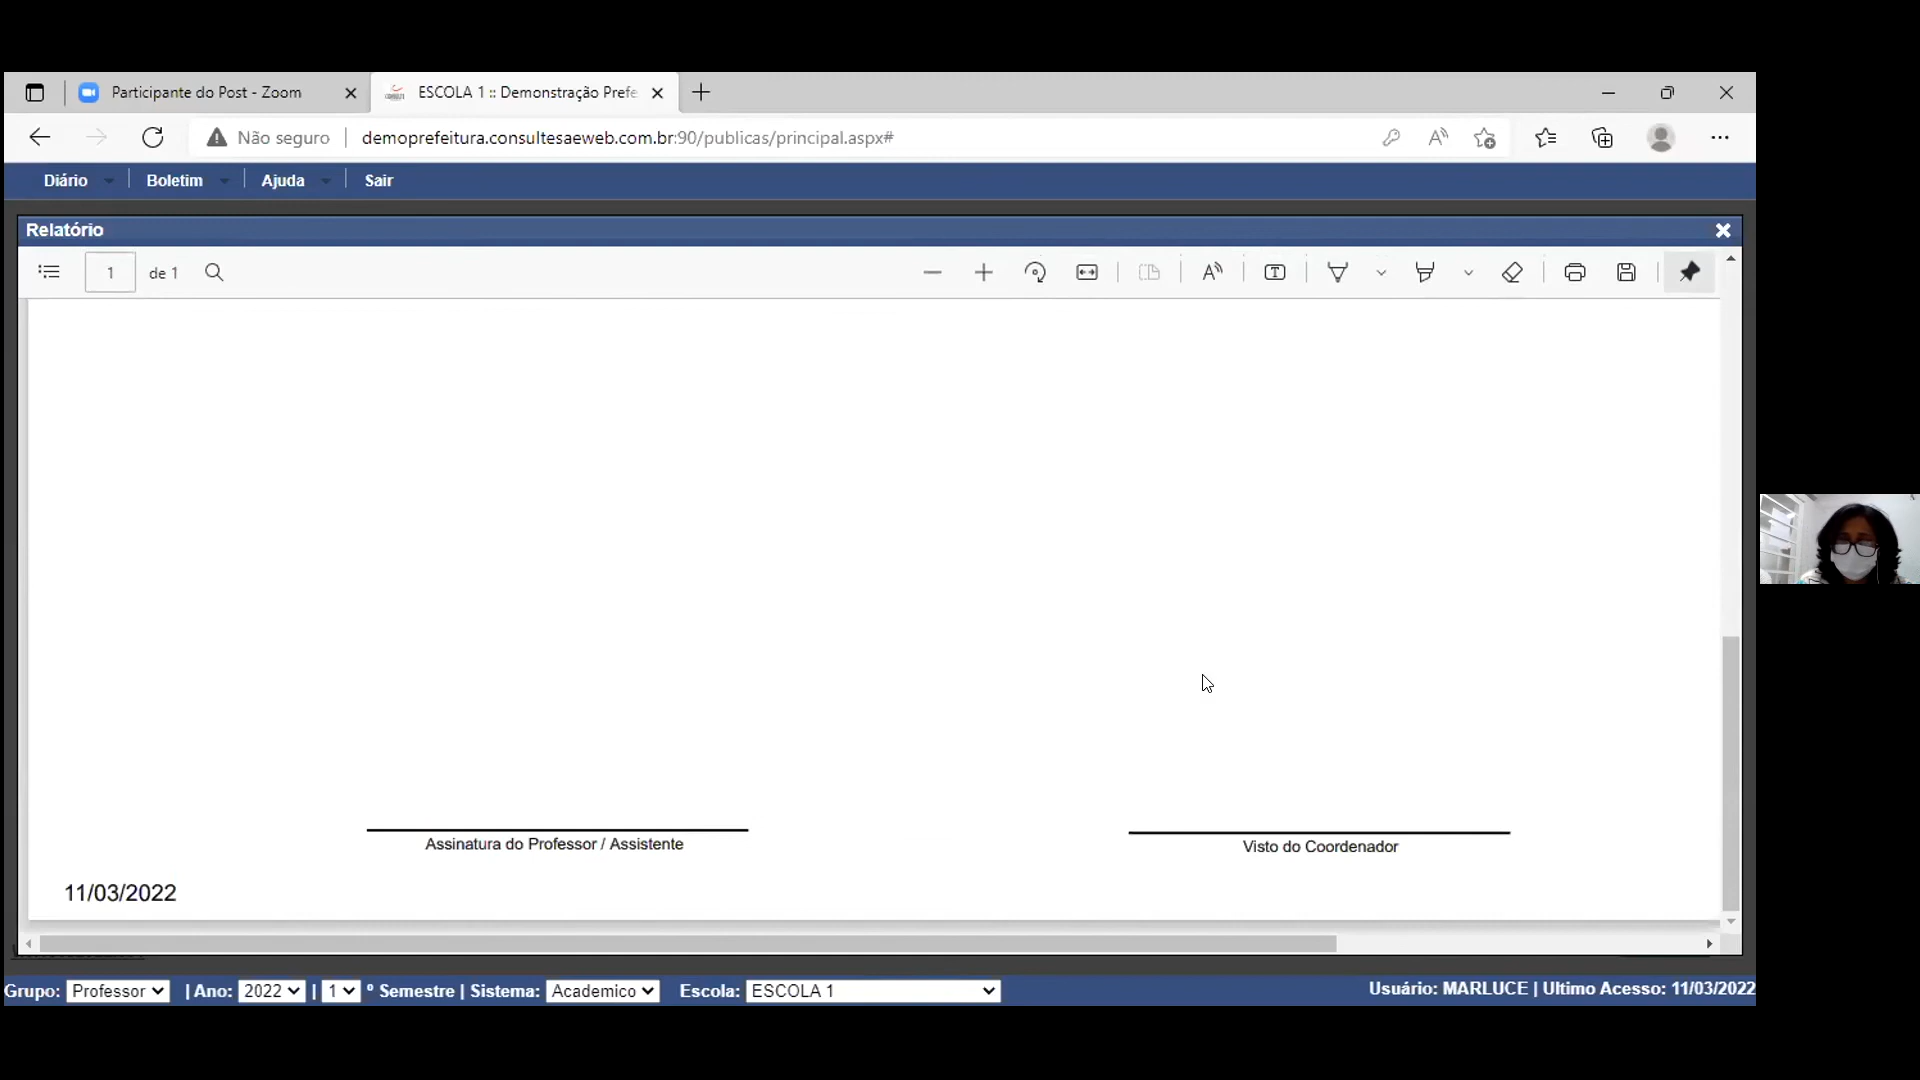 Participante do Post - Zoom
ESCOLA 1 :: Demonstração Prefe
Não seguro
demoprefeitura.consultesaeweb.com.br:90/publicas/principal.aspx#
Diário Boletim Ajuda Sair
Relatório
1 de 1
Assinatura do Professor / Assistente
Visto do Coordenador
11/03/2022
Grupo: Professor | Ano: 2022 | 1 º Semestre | Sistema: Academico Escola: ESCOLA 1 Usuário: MARLUCE | Ultimo Acesso: 11/03/2022